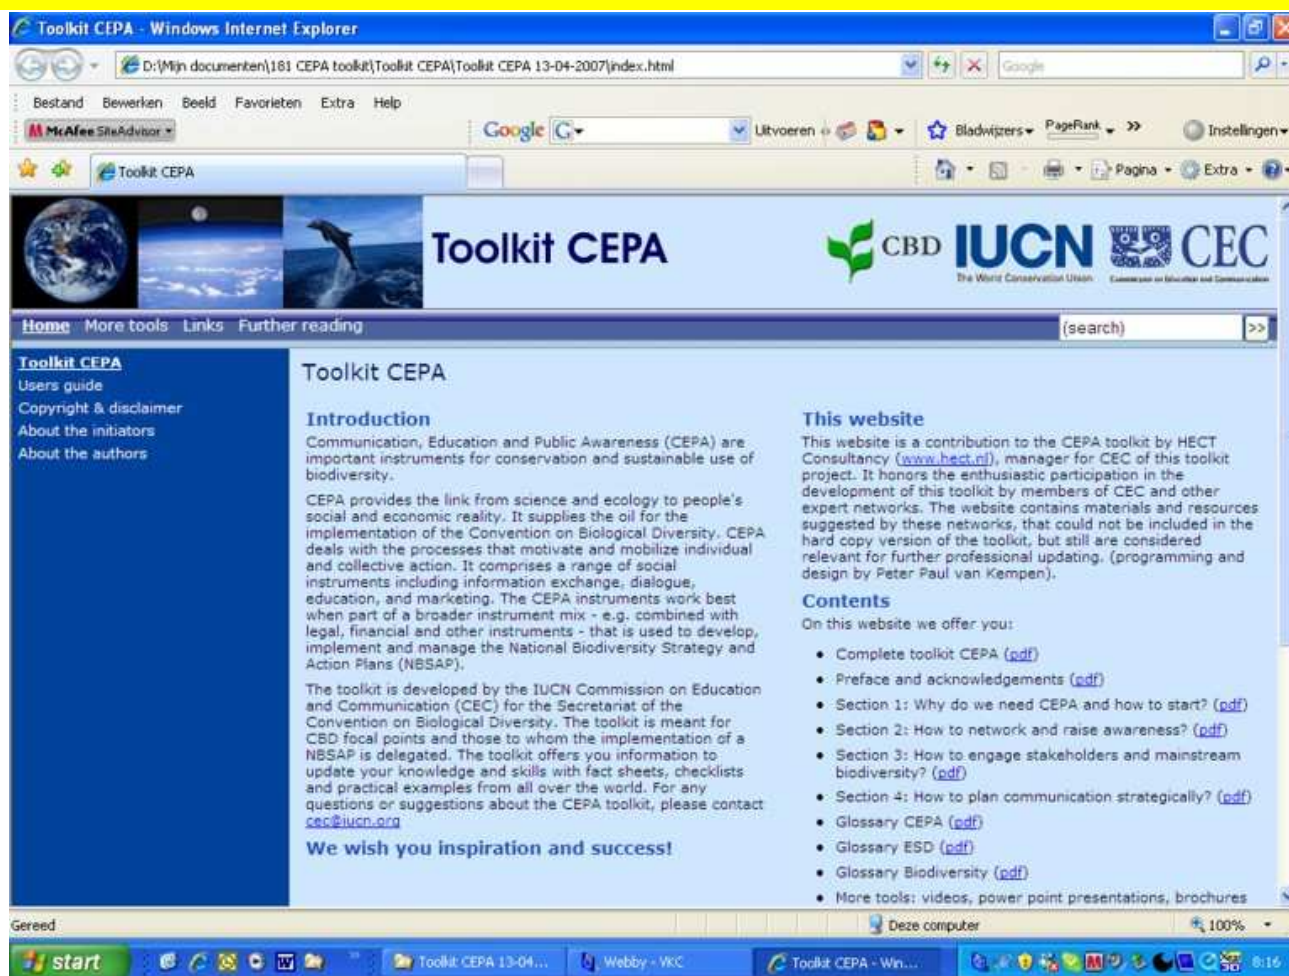 Toolkit CEPA - Windows Internet Explorer
D:\Mijn documenten\181 CEPA toolkit\Toolkit CEPA\Toolkit CEPA 13-04-2007\index.html
Google
Bestand Bewerken Beeld Favorieten Extra Help
McAfee SiteAdvisor
Google
Uitvoeren
Bladwijzers
PageRank
Instellingen
Toolkit CEPA
Pagina
Extra
Toolkit CEPA
CBD
IUCN
The World Conservation Union
CEC
Commission on Education and Communication
Home More tools Links Further reading
(search)
>>
Toolkit CEPA
Users guide
Copyright & disclaimer
About the initiators
About the authors
Toolkit CEPA
Introduction
Communication, Education and Public Awareness (CEPA) are
important instruments for conservation and sustainable use of
biodiversity.
CEPA provides the link from science and ecology to people's
social and economic reality. It supplies the oil for the
implementation of the Convention on Biological Diversity. CEPA
deals with the processes that motivate and mobilize individual
and collective action. It comprises a range of social
instruments including information exchange, dialogue,
education, and marketing. The CEPA instruments work best
when part of a broader instrument mix - e.g. combined with
legal, financial and other instruments - that is used to develop,
implement and manage the National Biodiversity Strategy and
Action Plans (NBSAP).
The toolkit is developed by the IUCN Commission on Education
and Communication (CEC) for the Secretariat of the
Convention on Biological Diversity. The toolkit is meant for
CBD focal points and those to whom the implementation of a
NBSAP is delegated. The toolkit offers you information to
update your knowledge and skills with fact sheets, checklists
and practical examples from all over the world. For any
questions or suggestions about the CEPA toolkit, please contact
cec@iucn.org
We wish you inspiration and success!
This website
This website is a contribution to the CEPA toolkit by HECT
Consultancy (www.hect.nl), manager for CEC of this toolkit
project. It honors the enthusiastic participation in the
development of this toolkit by members of CEC and other
expert networks. The website contains materials and resources
suggested by these networks, that could not be included in the
hard copy version of the toolkit, but still are considered
relevant for further professional updating. (programming and
design by Peter Paul van Kempen).
Contents
On this website we offer you:
• Complete toolkit CEPA (pdf)
• Preface and acknowledgements (pdf)
• Section 1: Why do we need CEPA and how to start? (pdf)
• Section 2: How to network and raise awareness? (pdf)
• Section 3: How to engage stakeholders and mainstream
biodiversity? (pdf)
• Section 4: How to plan communication strategically? (pdf)
• Glossary CEPA (pdf)
• Glossary ESD (pdf)
• Glossary Biodiversity (pdf)
• More tools: videos, power point presentations, brochures
Gereed
Deze computer
100%
start
Toolkit CEPA 13-04...
Webby - VKC
Toolkit CEPA - Win...
8:16